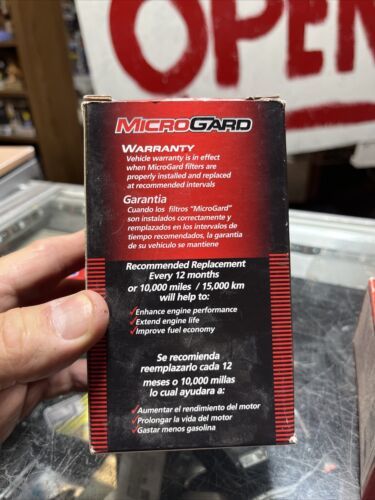 OPEN
MICROGARD
WARRANTY
Vehicle warranty is in effect
when MicroGard filters are
properly installed and replaced
at recommended intervals
Garantia
Cuando los filtros "MicroGard"
son instalados correctamente y
remplazados en los intervalos de
tiempo recomendados, la garantia
de su vehiculo se mantiene
Recommended Replacement
Every 12 months
or 10,000 miles / 15,000 km
will help to:
✓Enhance engine performance
✓Extend engine life
✓Improve fuel economy
Se recomienda
reemplazarlo cada 12
meses o 10,000 millas
lo cual ayudara a:
✓Aumentar el rendimiento del motor
✓Prolongar la vida del motor
✓Gastar menos gasolina